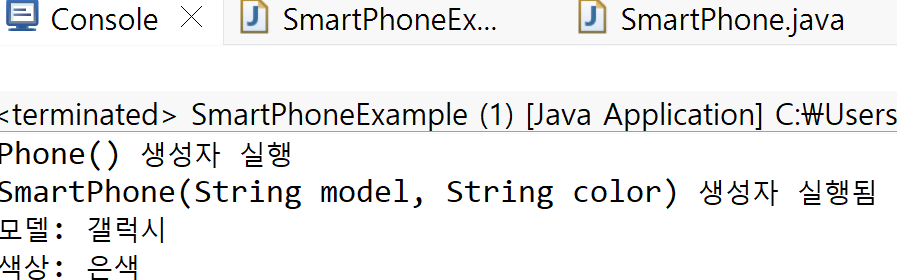 Console SmartPhoneEx... SmartPhone.java
<terminated> SmartPhoneExample (1) [Java Application] C:₩Users
Phone() 생성자 실행
SmartPhone(String model, String color) 생성자 실행됨
모델: 갤럭시
색상: 은색